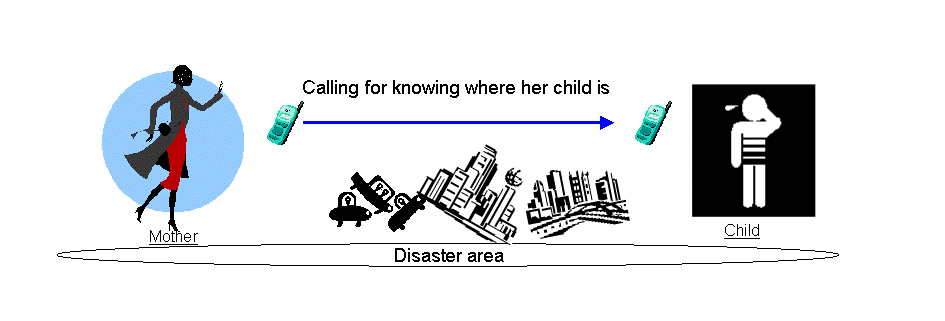 Calling for knowing where her child is
Mother
Child
Disaster area